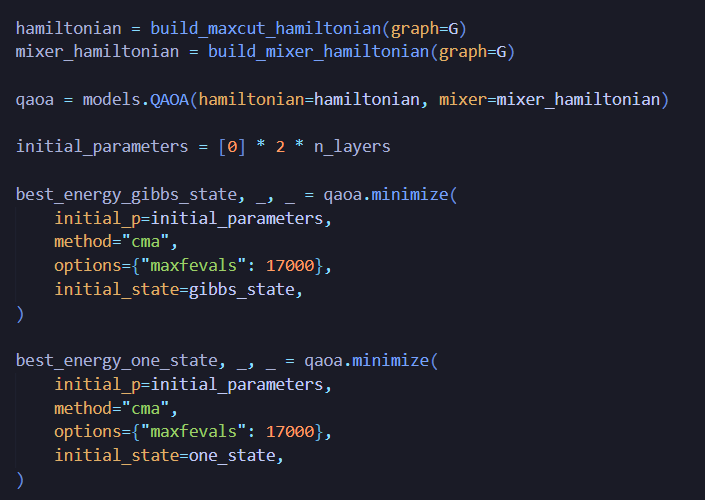 hamiltonian = build_maxcut_hamiltonian(graph=G)
mixer_hamiltonian = build_mixer_hamiltonian(graph=G)
qaoa = models.QAOA(hamiltonian=hamiltonian, mixer=mixer_hamiltonian)
initial_parameters = [0] * 2 * n_layers
best_energy_gibbs_state, _, _ = qaoa.minimize(
    initial_p=initial_parameters,
    method="cma",
    options={"maxfevals": 17000},
    initial_state=gibbs_state,
)
best_energy_one_state, _, _ = qaoa.minimize(
    initial_p=initial_parameters,
    method="cma",
    options={"maxfevals": 17000},
    initial_state=one_state,
)